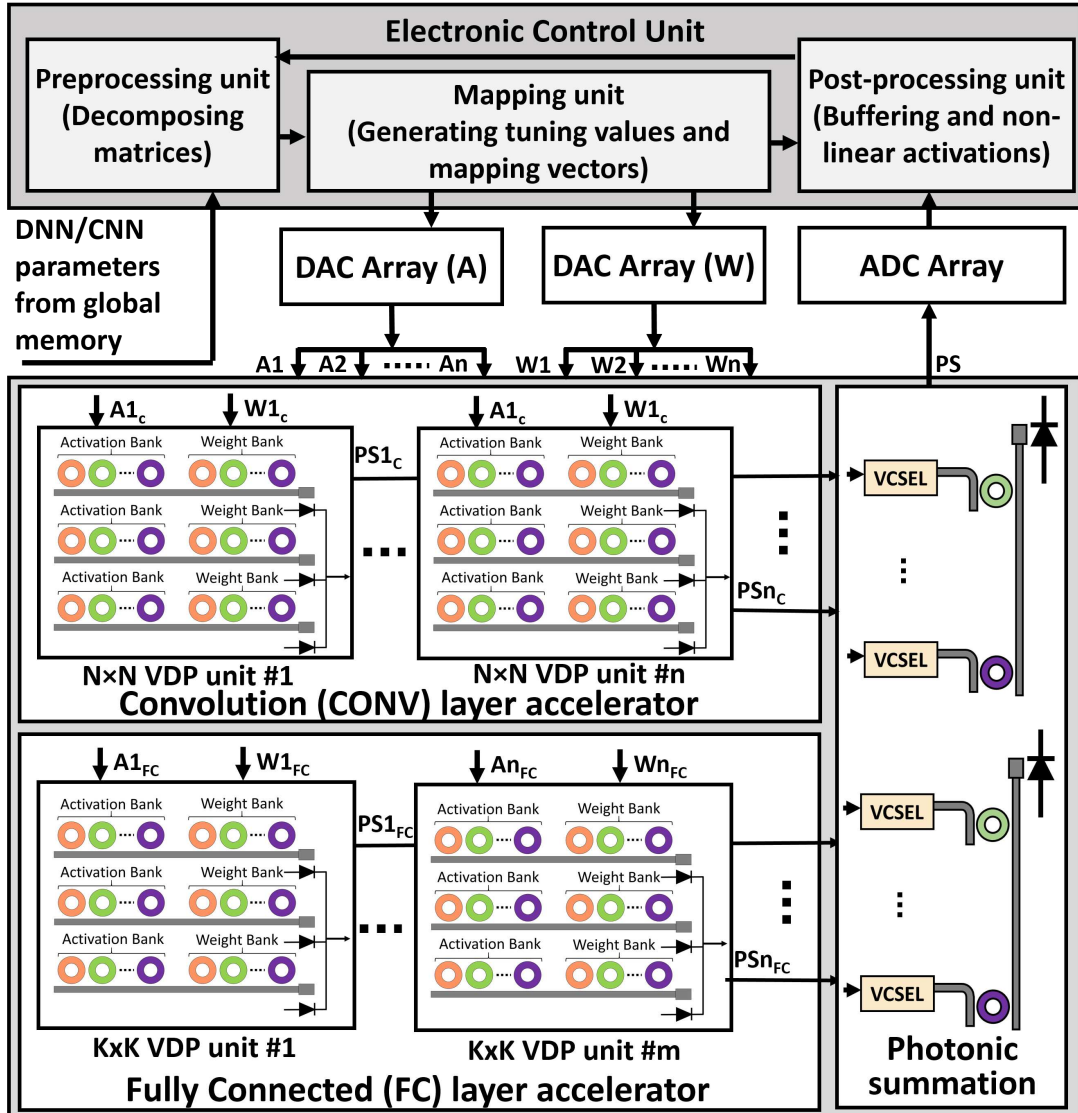 Electronic Control Unit
Preprocessing unit
(Decomposing
matrices)
Mapping unit
(Generating tuning values and
mapping vectors)
Post-processing unit
(Buffering and non-
linear activations)
DNN/CNN
parameters
from global
memory
DAC Array (A)
DAC Array (W)
ADC Array
A1 A2 ..... An W1 W2 ..... Wn PS
A1c W1c A1c W1c
Activation Bank Weight Bank PS1C Activation Bank Weight Bank
VCSEL
Activation Bank Weight Bank Activation Bank Weight Bank
Activation Bank Weight Bank Activation Bank Weight Bank
PSnC
VCSEL
N×N VDP unit #1 N×N VDP unit #n
Convolution (CONV) layer accelerator
A1FC W1FC AnFC WnFC
Activation Bank Weight Bank PS1FC Activation Bank Weight Bank
VCSEL
Activation Bank Weight Bank Activation Bank Weight Bank
Activation Bank Weight Bank Activation Bank Weight Bank
PSnFC
VCSEL
KxK VDP unit #1 KxK VDP unit #m
Fully Connected (FC) layer accelerator
Photonic
summation